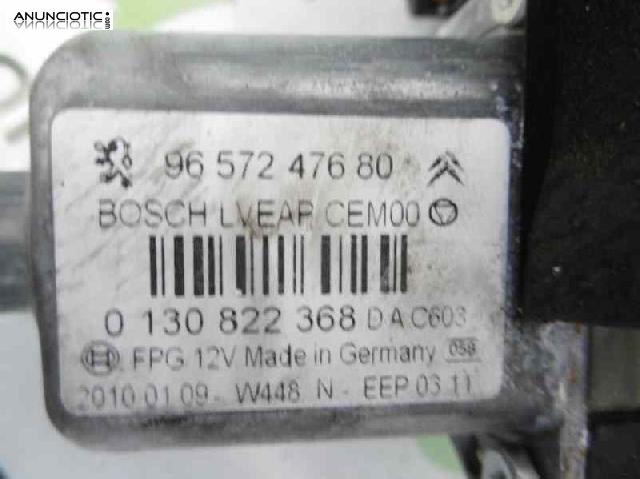 ANUNCIOTIC®
96 572 476 80
BOSCH LVEAR CEM00
0 130 822 368 DA C603
FPG 12V Made in Germany 058
2010 01 09 - W448 N - EEP 03 11